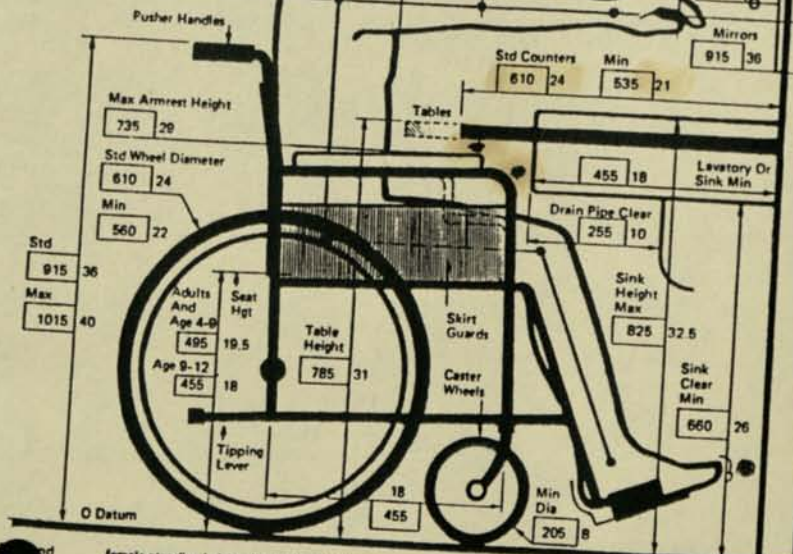 Pusher Handles
Mirrors
915 36
Std Counters
610 24
Min
535 21
Max Armrest Height
735 29
Tables
Std Wheel Diameter
610 24
Min
560 22
455 18
Lavatory Or
Sink Min
Drain Pipe Clear
255 10
Std
915 36
Max
1015 40
Adults
And
Age 4-9
495 19.5
Age 9-12
455 18
Seat
Hgt
Table
Height
785 31
Skirt
Guards
Caster
Wheels
Sink
Height
Max
825 32.5
Sink
Clear
Min
660 26
Tipping
Lever
18
455
Min
Dia
205 8
O Datum